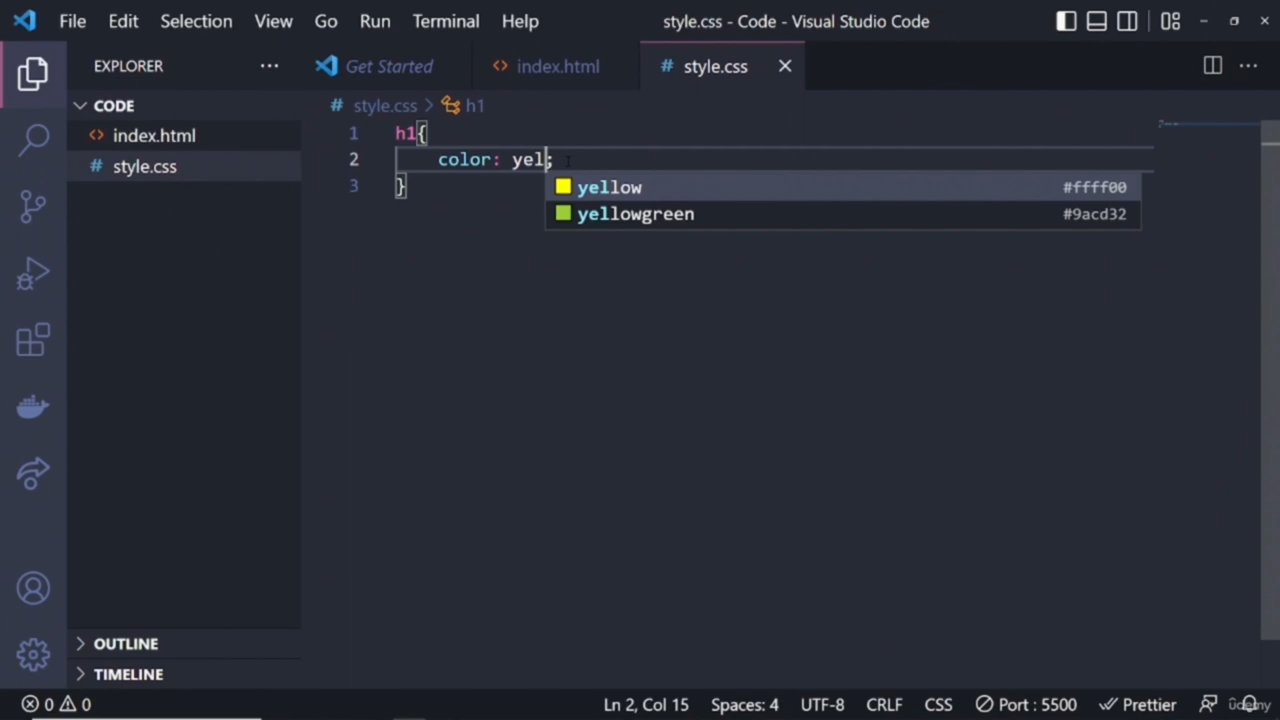 File Edit Selection View Go Run Terminal Help style.css - Code - Visual Studio Code
EXPLORER ··· Get Started <> index.html # style.css
CODE
# style.css > h1
<> index.html
# style.css
1 h1{
2 color: yel;
3 }
yellow #ffff00
yellowgreen #9acd32
OUTLINE
TIMELINE
0 0 Ln 2, Col 15 Spaces: 4 UTF-8 CRLF CSS Port : 5500 Prettier
udemy